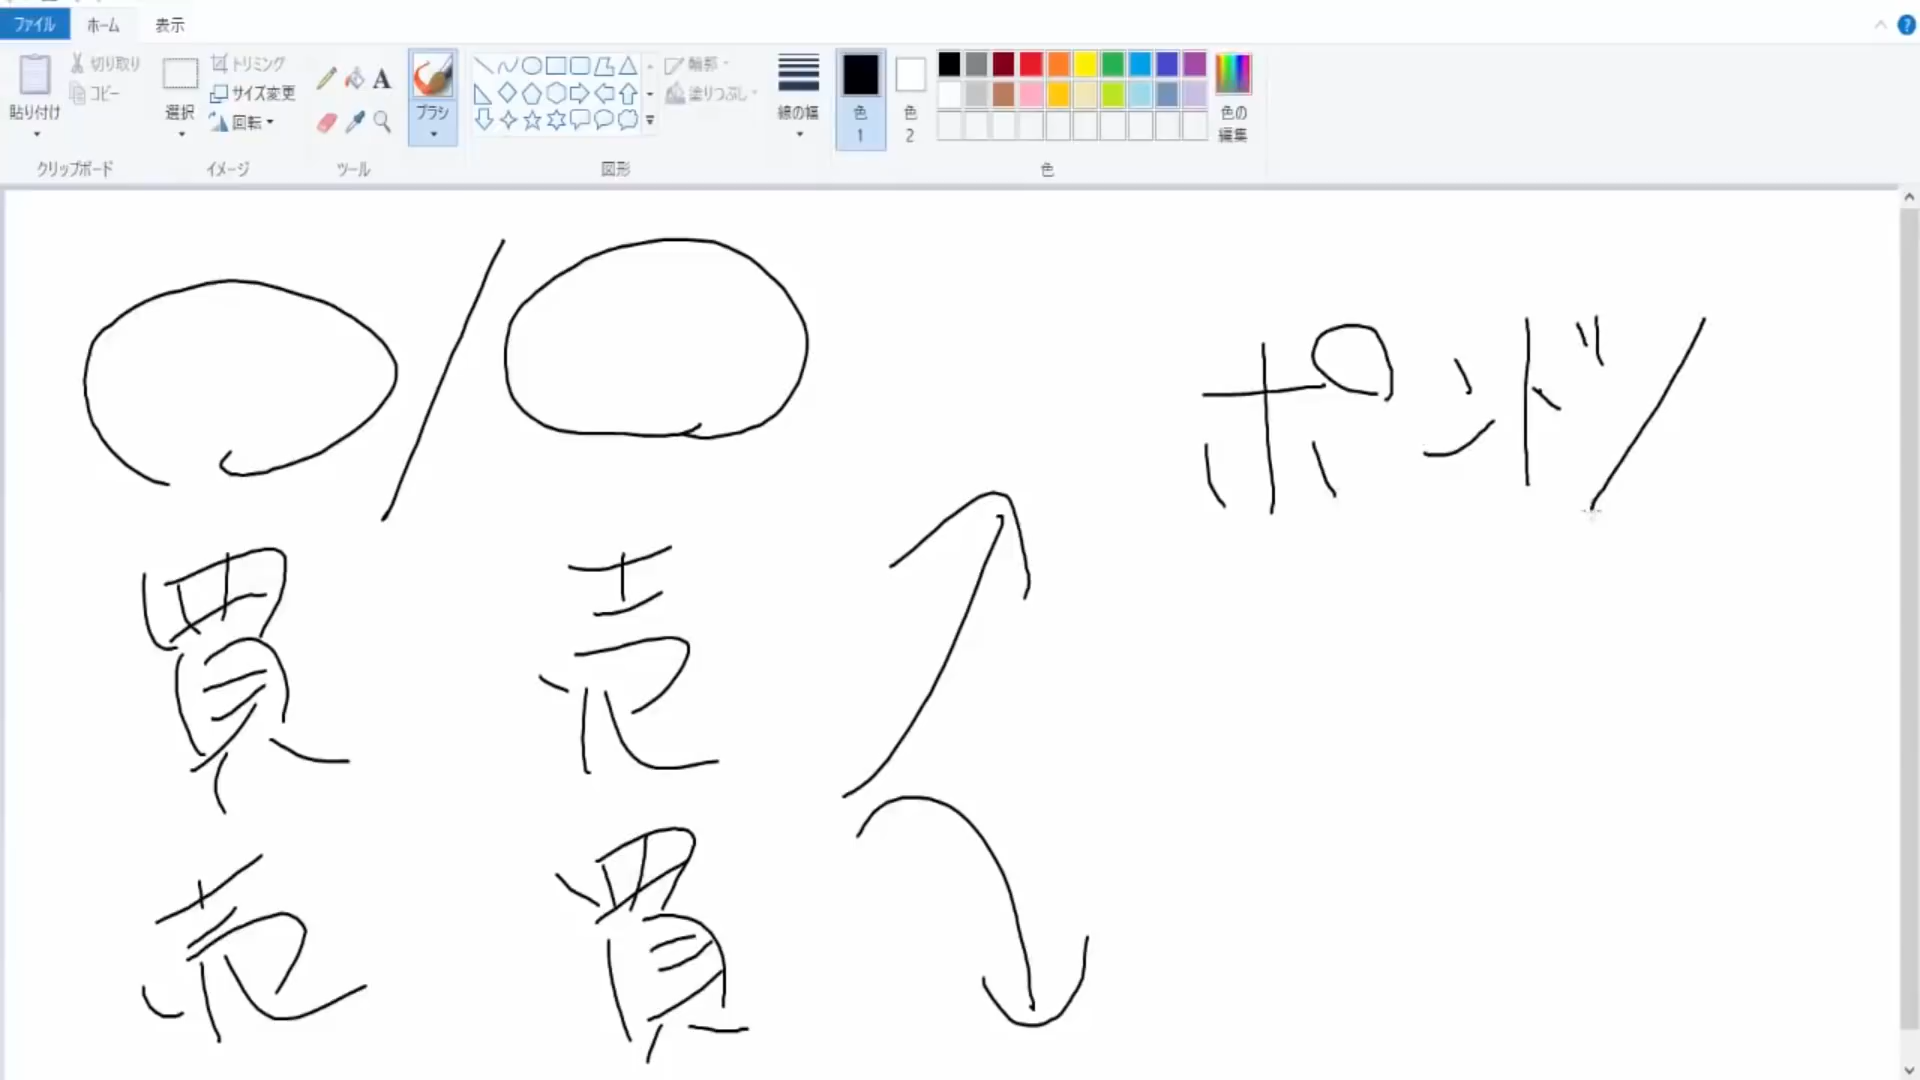 ファイル ホーム 表示
貼り付け 切り取り コピー 選択 トリミング サイズ変更 回転 A ブラシ 輪郭 塗りつぶし 線の幅 色 1 色 2 色の編集
クリップボード イメージ ツール 図形 色
○/○ ポンド/
買 売
売 買